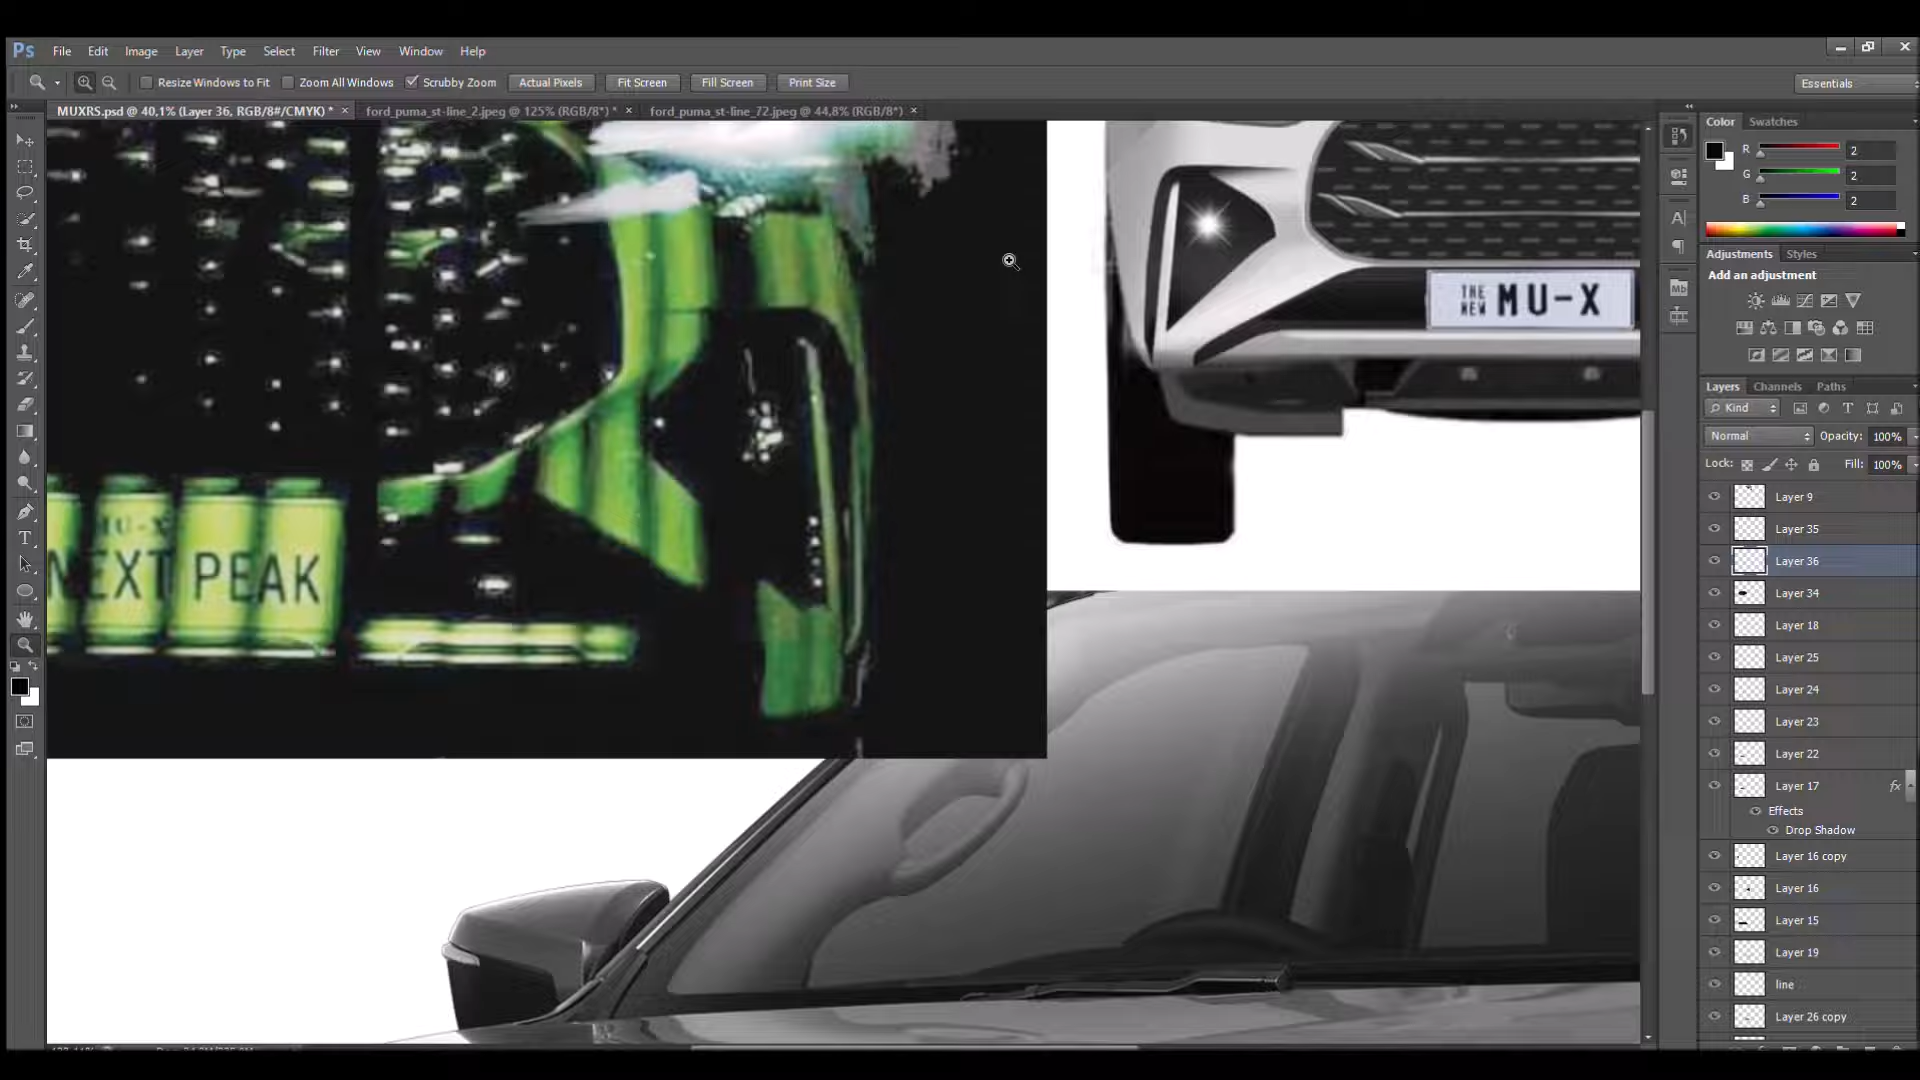 Ps File Edit Image Layer Type Select Filter View Window Help
Resize Windows to Fit Zoom All Windows Scrubby Zoom Actual Pixels Fit Screen Fill Screen Print Size Essentials
MUXRS.psd @ 40,1% (Layer 36, RGB/8#/CMYK) * × ford_puma_st-line_2.jpeg @ 125% (RGB/8*) * × ford_puma_st-line_72.jpeg @ 44,8% (RGB/8*) ×
Color Swatches
R 2
G 2
B 2
Adjustments Styles
Add an adjustment
Mb
THE NEW MU-X
MU-X
NEXT PEAK
Layers Channels Paths
Kind
Normal Opacity: 100%
Lock: Fill: 100%
Layer 9
Layer 35
Layer 36
Layer 34
Layer 18
Layer 25
Layer 24
Layer 23
Layer 22
Layer 17 fx
Effects
Drop Shadow
Layer 16 copy
Layer 16
Layer 15
Layer 19
line
Layer 26 copy